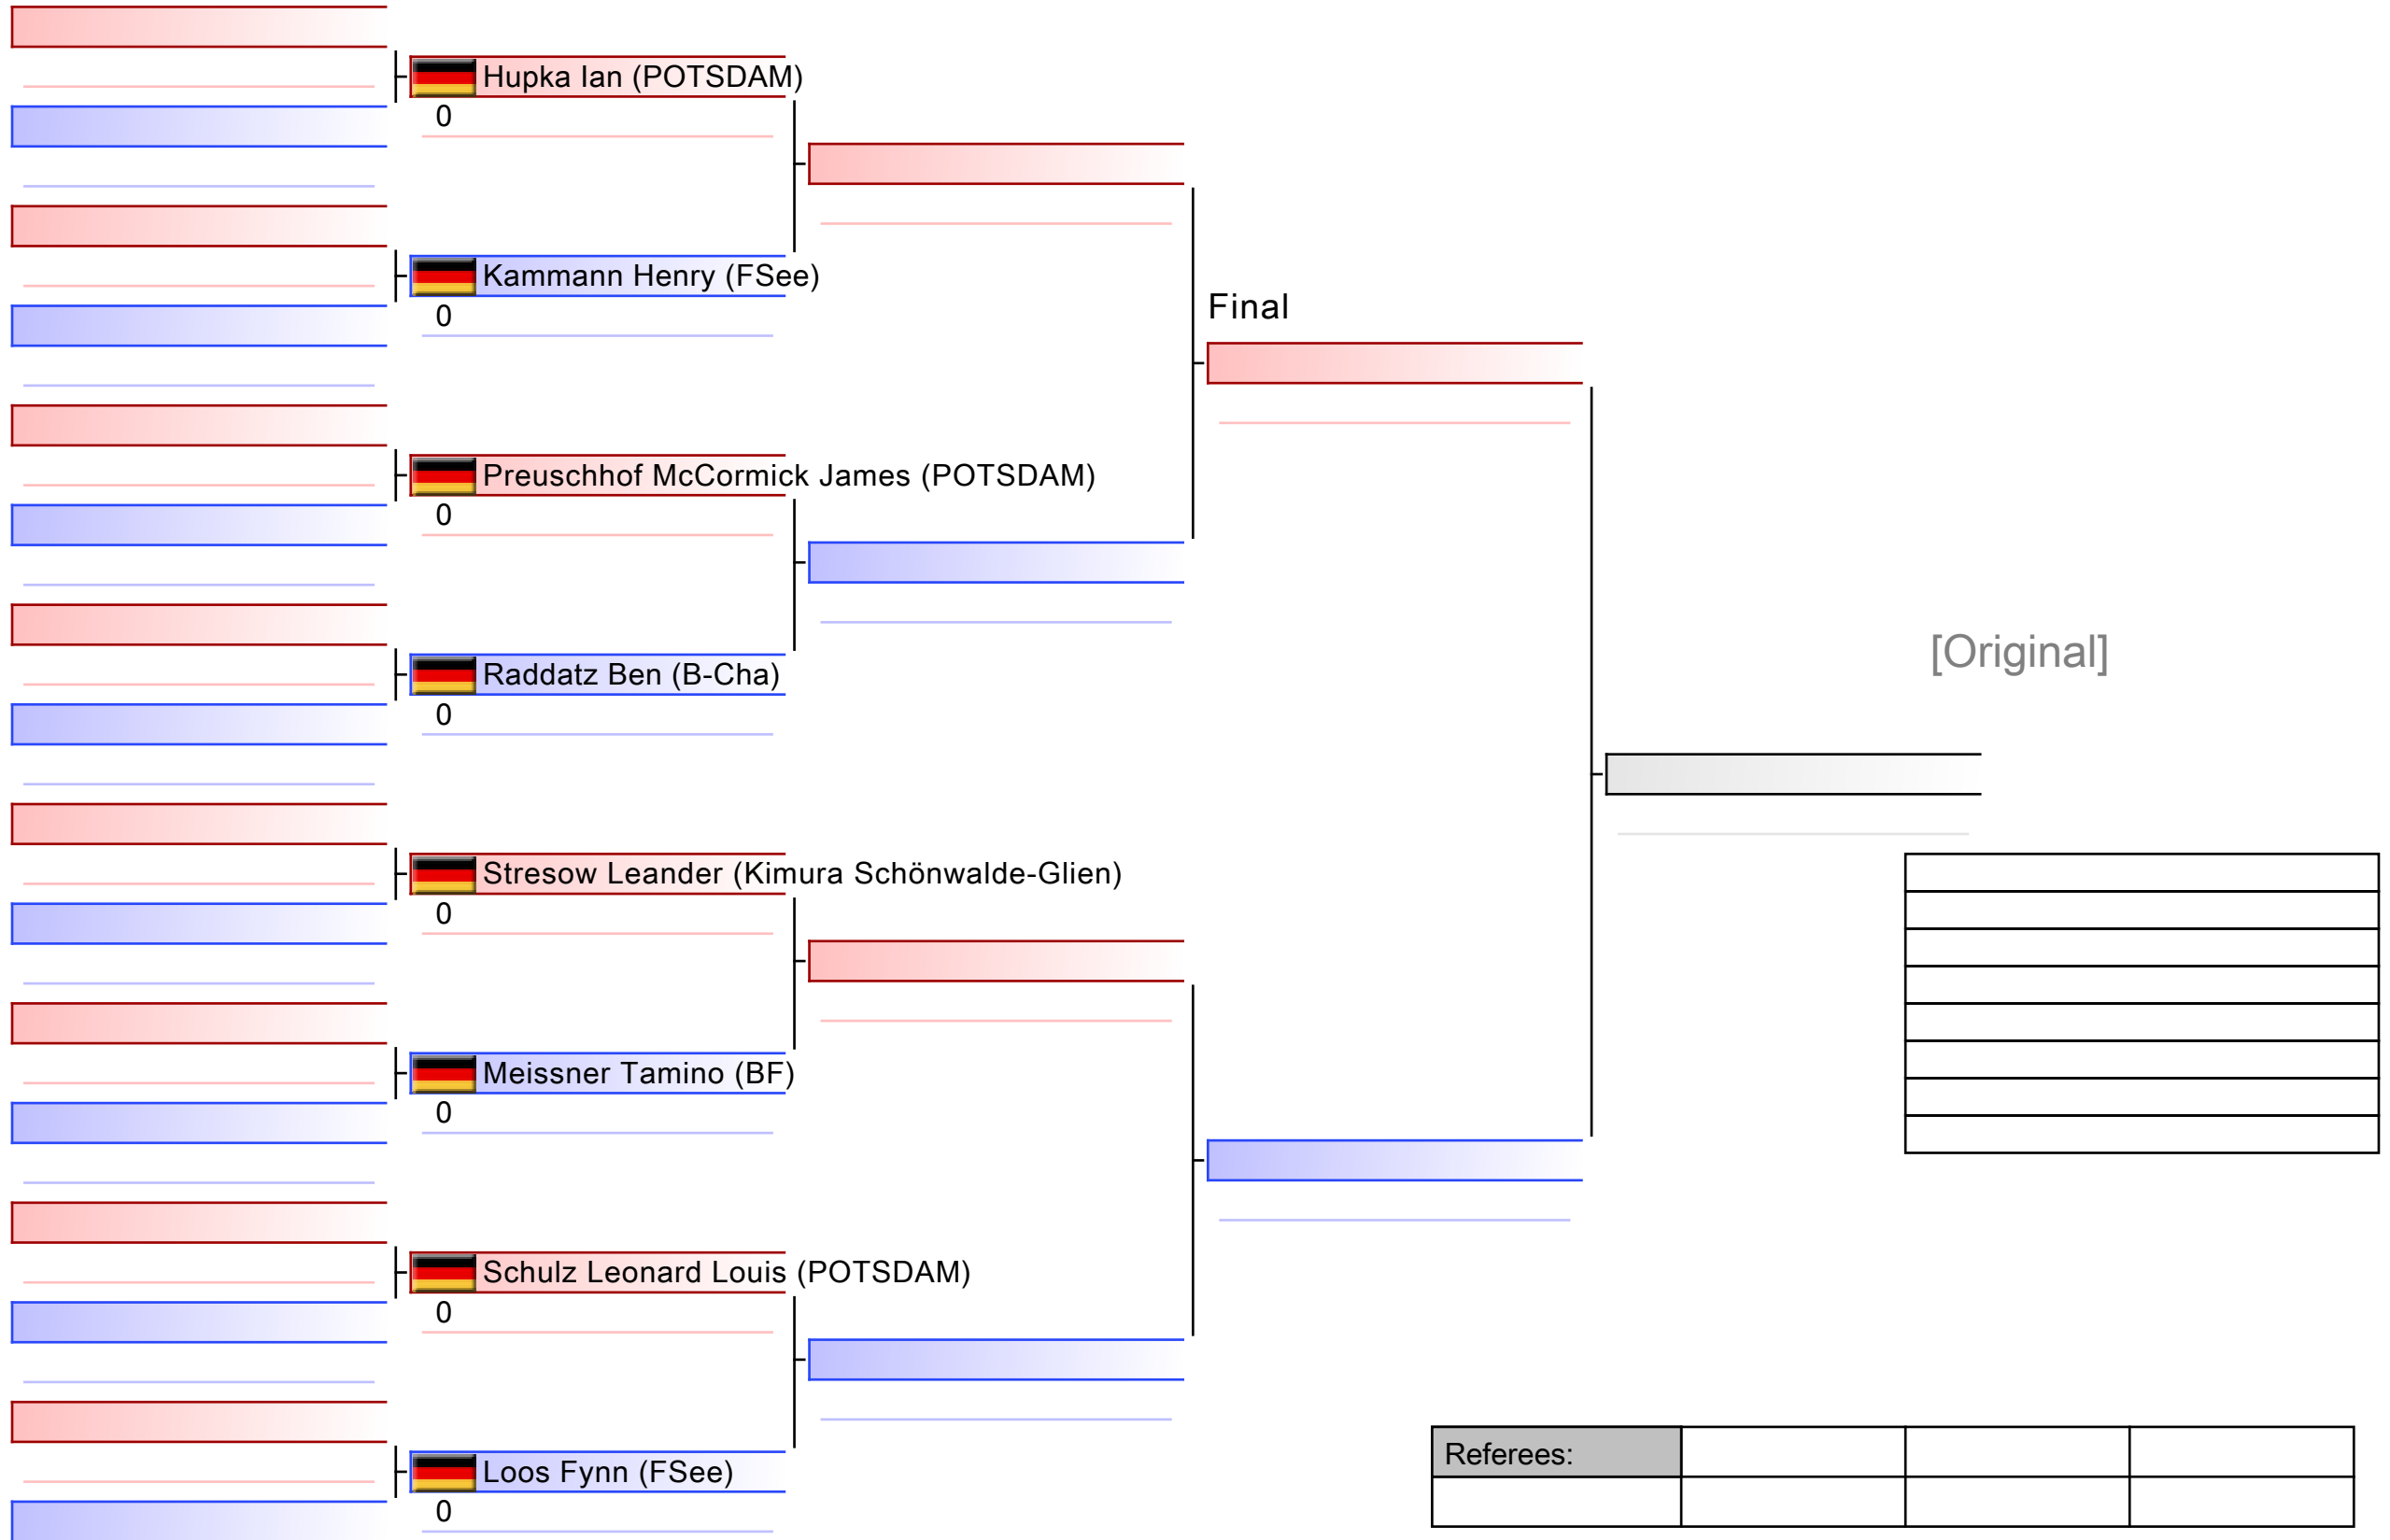 Hupka Ian (POTSDAM)
0
Kammann Henry (FSee)
0
Final
Preuschhof McCormick James (POTSDAM)
0
[Original]
Raddatz Ben (B-Cha)
0
Stresow Leander (Kimura Schönwalde-Glien)
0
Meissner Tamino (BF)
0
Schulz Leonard Louis (POTSDAM)
0
Referees:
Loos Fynn (FSee)
0